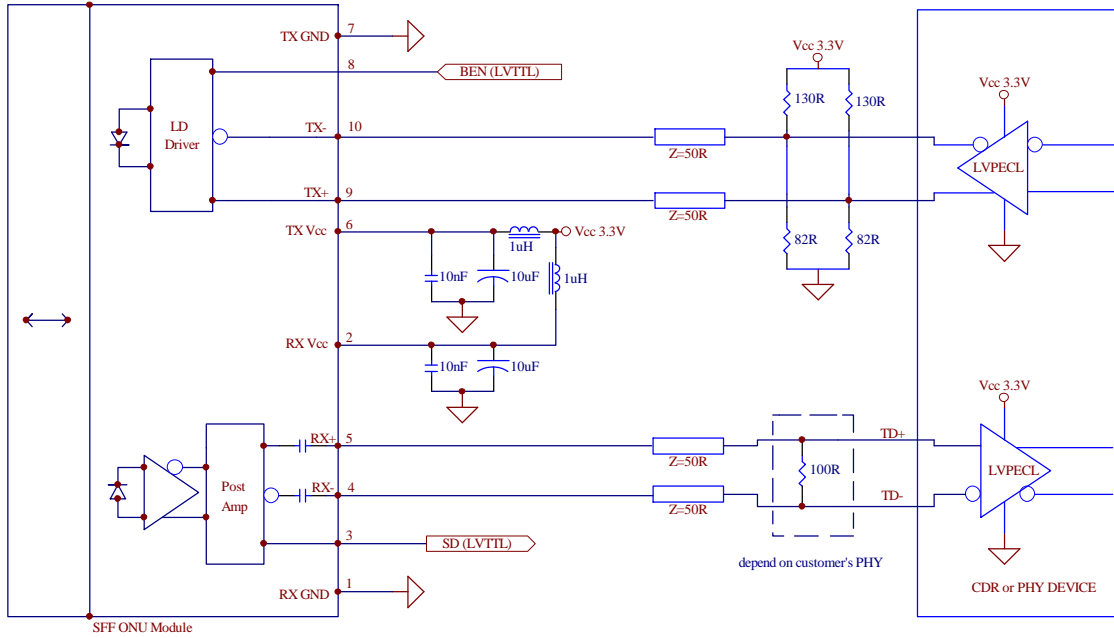 TX GND
7
8
BEN (LVTTL)
Vcc 3.3V
130R
130R
Vcc 3.3V
LD
Driver
TX-
10
Z=50R
LVPECL
TX+
9
Z=50R
TX Vcc
6
Vcc 3.3V
1uH
82R
82R
10nF
10uF
1uH
RX Vcc
2
10nF
10uF
Vcc 3.3V
RX+
5
Z=50R
TD+
100R
LVPECL
Post
Amp
RX-
4
Z=50R
TD-
3
SD (LVTTL)
depend on customer's PHY
RX GND
1
CDR or PHY DEVICE
SFF ONU Module